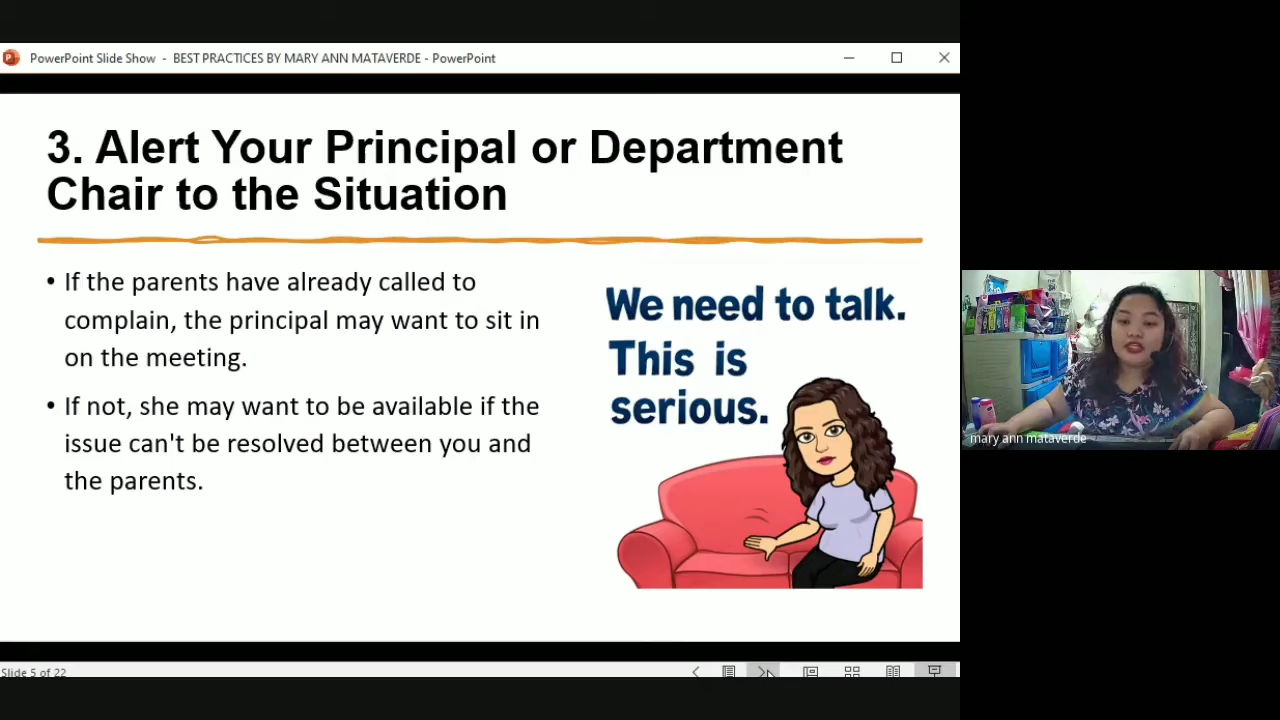 PowerPoint Slide Show - BEST PRACTICES BY MARY ANN MATAVERDE - PowerPoint
3. Alert Your Principal or Department
Chair to the Situation
• If the parents have already called to
complain, the principal may want to sit in
on the meeting.
• If not, she may want to be available if the
issue can't be resolved between you and
the parents.
We need to talk.
This is
serious.
mary ann mataverde
Slide 5 of 22